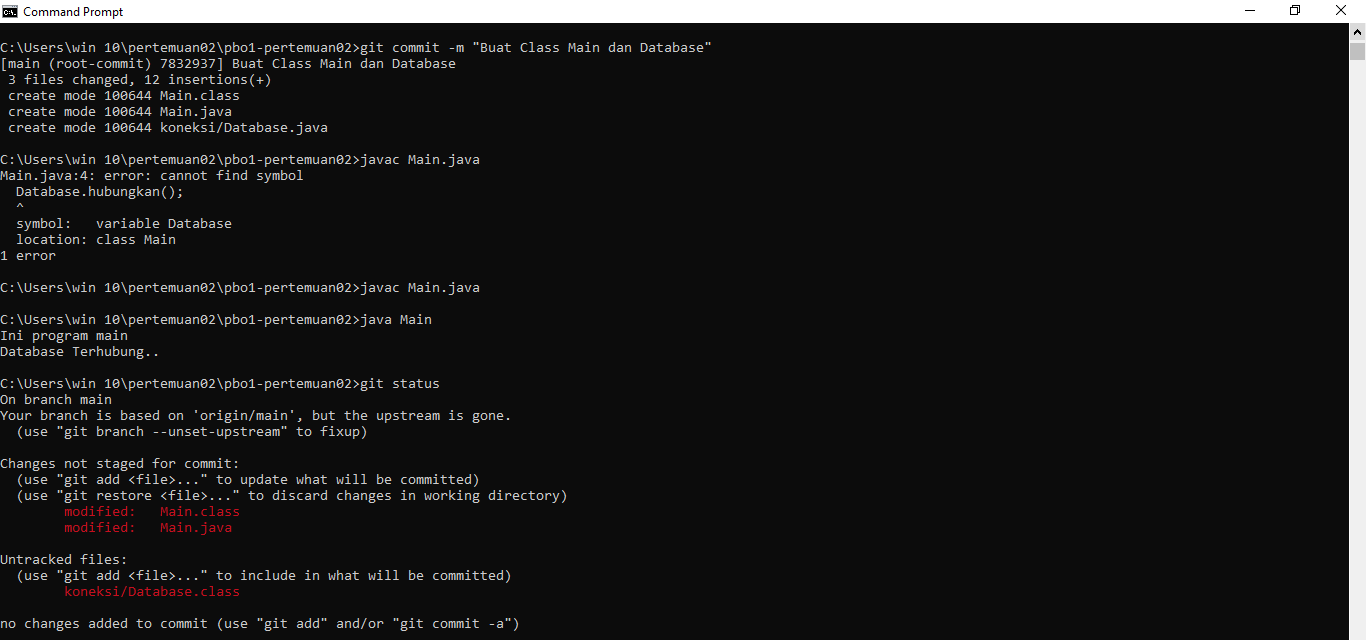 Command Prompt
C:\Users\win 10\pertemuan02\pbo1-pertemuan02>git commit -m "Buat Class Main dan Database"
[main (root-commit) 7832937] Buat Class Main dan Database
 3 files changed, 12 insertions(+)
 create mode 100644 Main.class
 create mode 100644 Main.java
 create mode 100644 koneksi/Database.java
C:\Users\win 10\pertemuan02\pbo1-pertemuan02>javac Main.java
Main.java:4: error: cannot find symbol
  Database.hubungkan();
  ^
  symbol:   variable Database
  location: class Main
1 error
C:\Users\win 10\pertemuan02\pbo1-pertemuan02>javac Main.java
C:\Users\win 10\pertemuan02\pbo1-pertemuan02>java Main
Ini program main
Database Terhubung..
C:\Users\win 10\pertemuan02\pbo1-pertemuan02>git status
On branch main
Your branch is based on 'origin/main', but the upstream is gone.
  (use "git branch --unset-upstream" to fixup)
Changes not staged for commit:
  (use "git add <file>..." to update what will be committed)
  (use "git restore <file>..." to discard changes in working directory)
        modified:   Main.class
        modified:   Main.java
Untracked files:
  (use "git add <file>..." to include in what will be committed)
        koneksi/Database.class
no changes added to commit (use "git add" and/or "git commit -a")